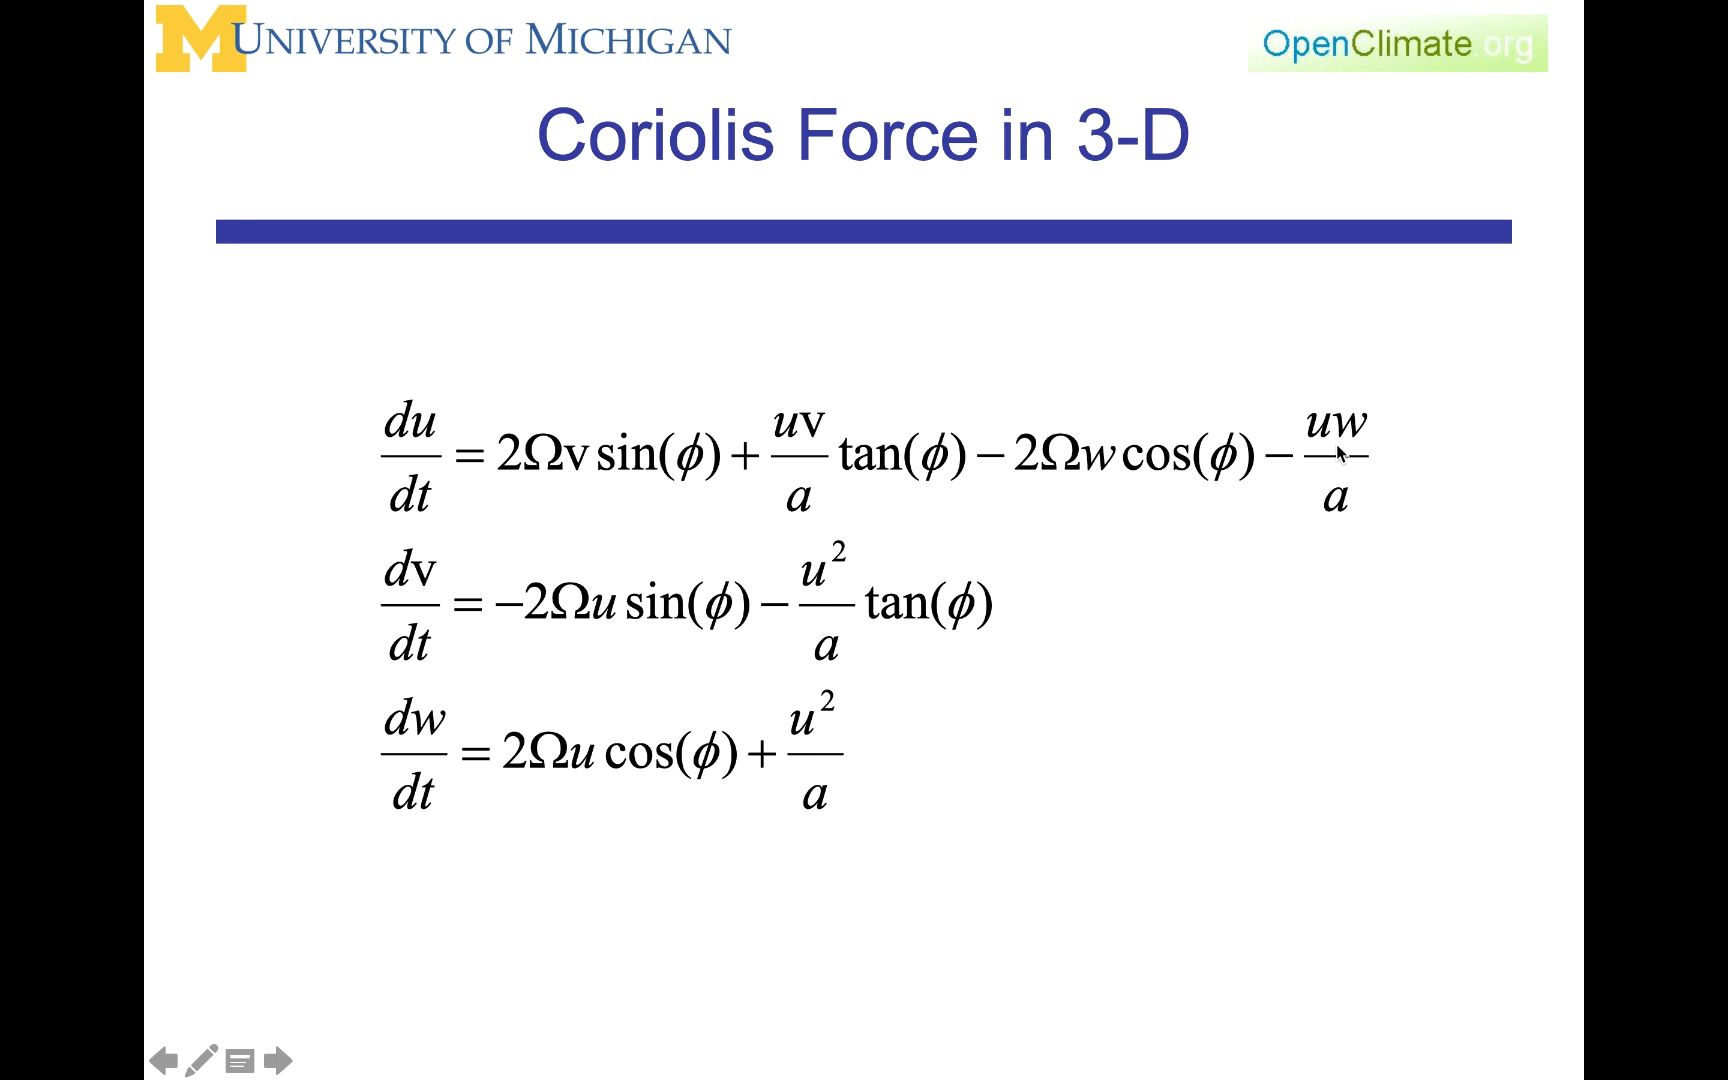 M UNIVERSITY OF MICHIGAN
OpenClimate.org
Coriolis Force in 3-D
du/dt = 2Ωv sin(ϕ) + uv/a tan(ϕ) − 2Ωw cos(ϕ) − uw/a
dv/dt = −2Ωu sin(ϕ) − u²/a tan(ϕ)
dw/dt = 2Ωu cos(ϕ) + u²/a